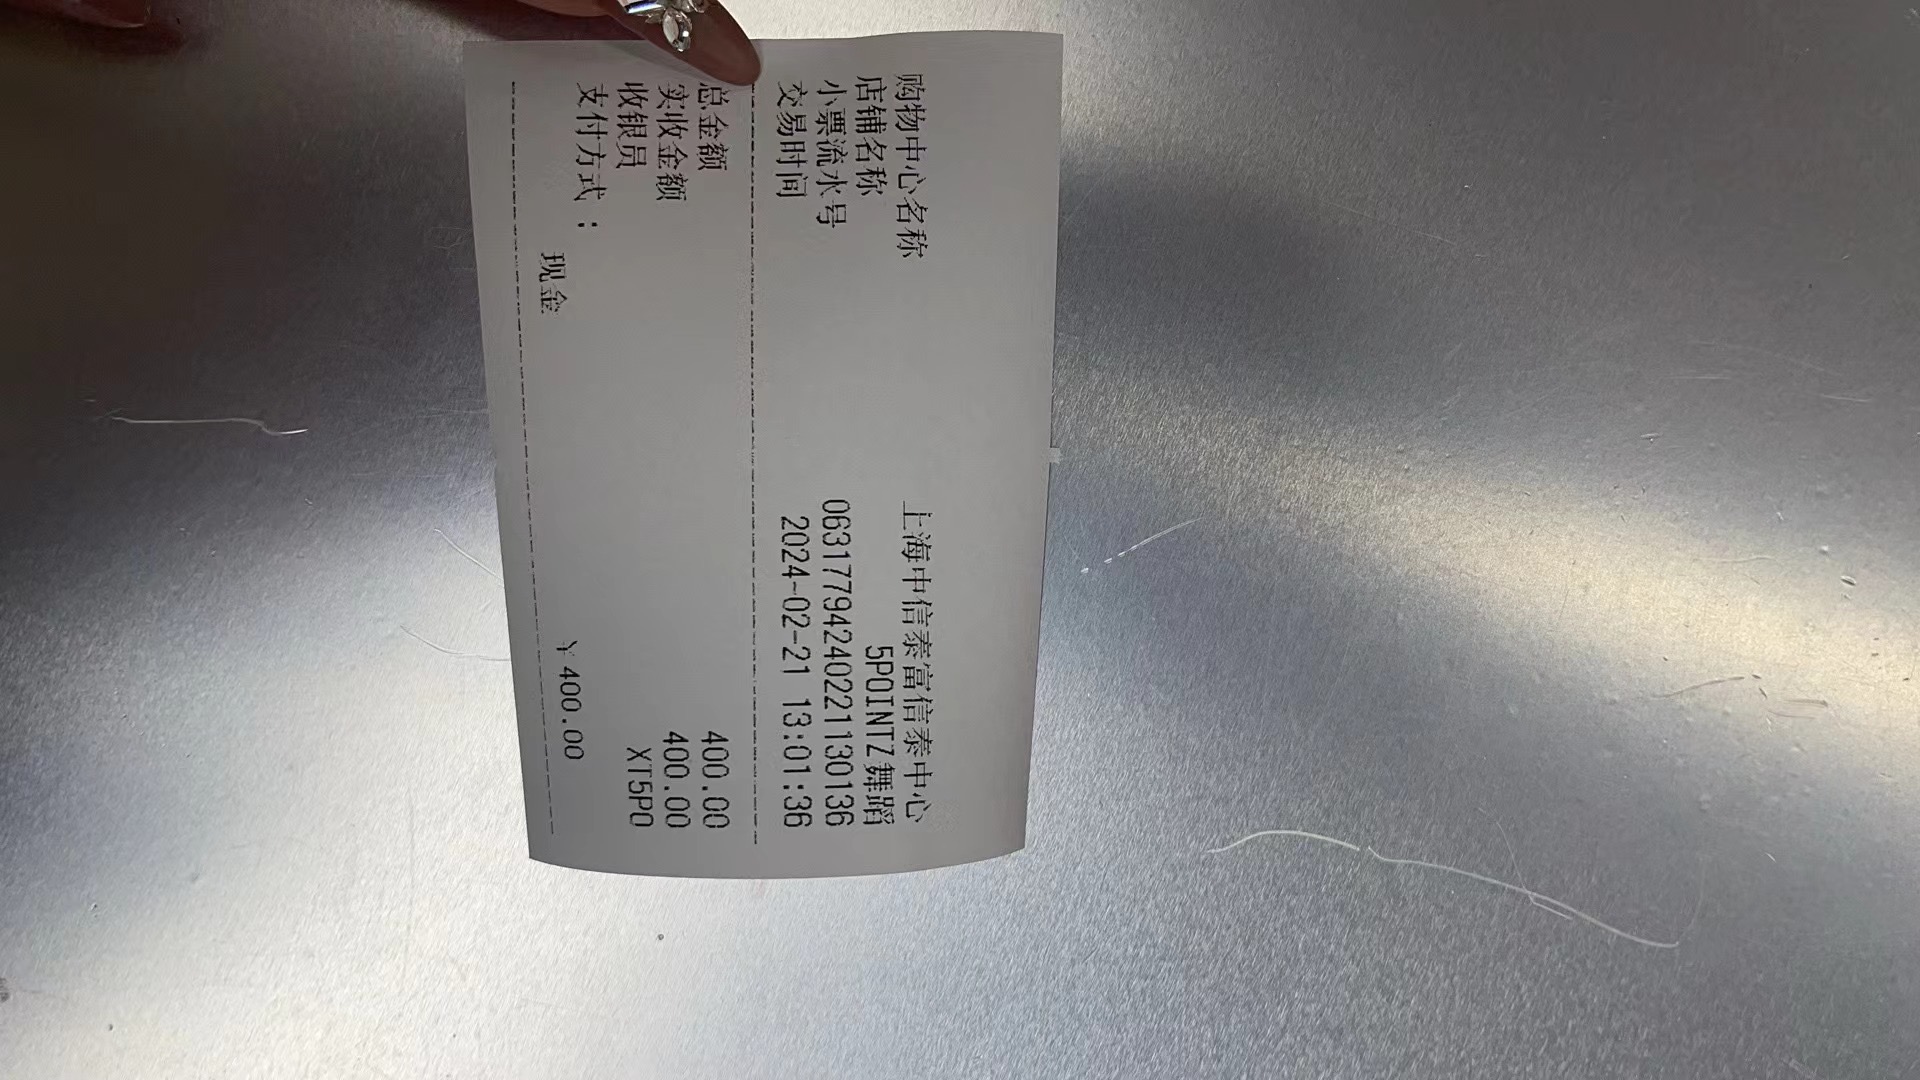 购物中心名称 上海中信泰富信泰中心
店铺名称 5POINTZ舞蹈
小票流水号 06317794240221130136
交易时间 2024-02-21 13:01:36
总金额 400.00
实收金额 400.00
收银员 XT5PO
支付方式：
现金 ￥400.00